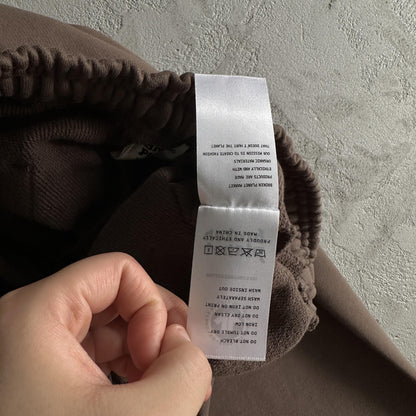 BROKEN PLANET MARKET
PRODUCTS ARE MADE
ETHICALLY AND WITH
ORGANIC MATERIALS
OUR MISSION IS TO CREATE FASHION
THAT DOESN'T HURT THE PLANET.
DO NOT BLEACH
DO NOT TUMBLE DRY
IRON LOW
DO NOT DRY CLEAN
DO NOT IRON ON PRINT
WASH SEPARATELY
WASH INSIDE OUT
PROUDLY AND ETHICALLY
MADE IN CHINA